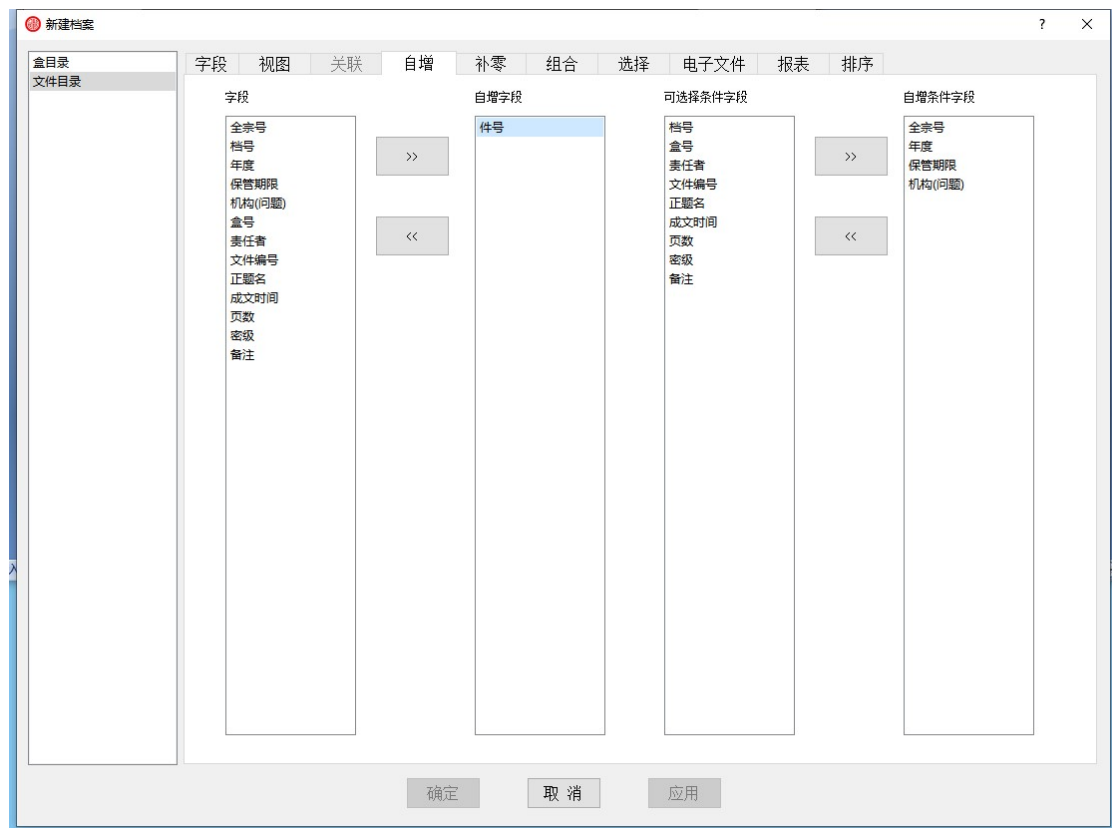 新建档案
?
盒目录
文件目录
字段 视图 关联 自增 补零 组合 选择 电子文件 报表 排序
字段
全宗号
档号
年度
保管期限
机构(问题)
盒号
责任者
文件编号
正题名
成文时间
页数
密级
备注
>>
<<
自增字段
件号
可选择条件字段
档号
盒号
责任者
文件编号
正题名
成文时间
页数
密级
备注
>>
<<
自增条件字段
全宗号
年度
保管期限
机构(问题)
入
确定 取消 应用